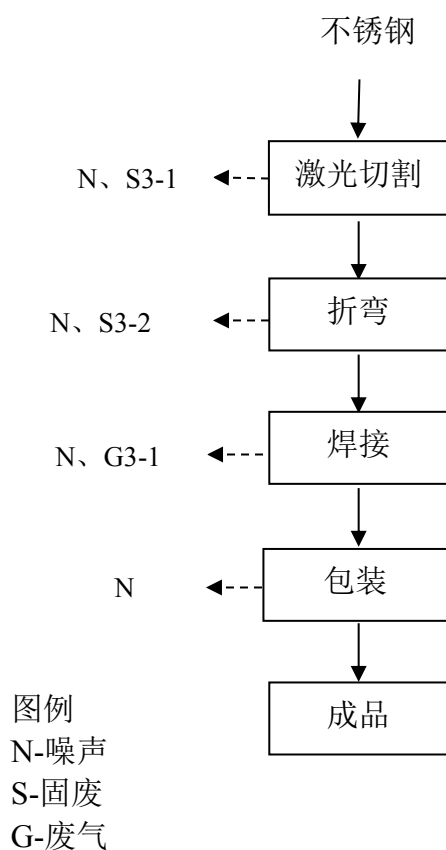 不锈钢
激光切割
N、S3-1
折弯
N、S3-2
焊接
N、G3-1
包装
N
成品
图例
N-噪声
S-固废
G-废气